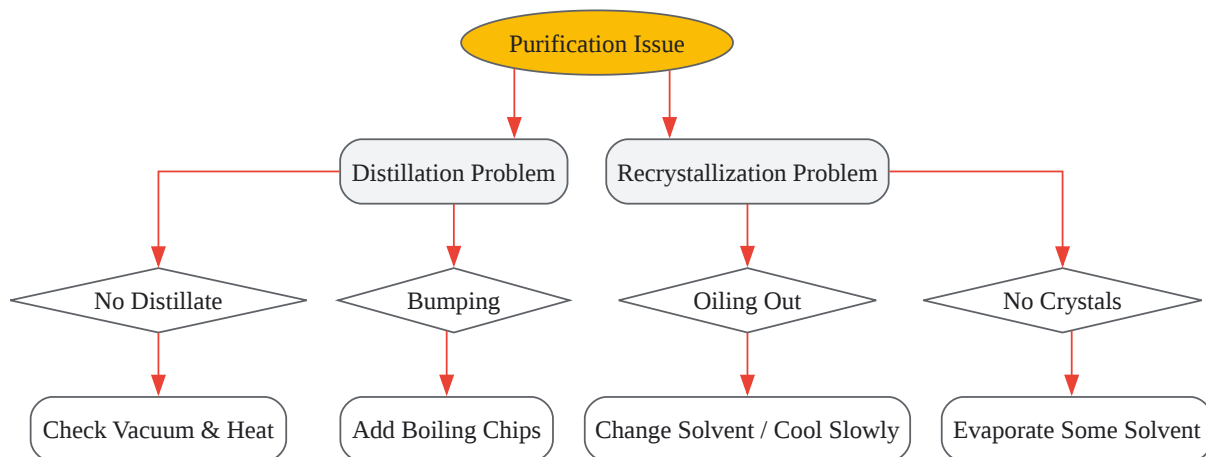 Purification Issue
Distillation Problem
Recrystallization Problem
No Distillate
Bumping
Oiling Out
No Crystals
Check Vacuum & Heat
Add Boiling Chips
Change Solvent / Cool Slowly
Evaporate Some Solvent